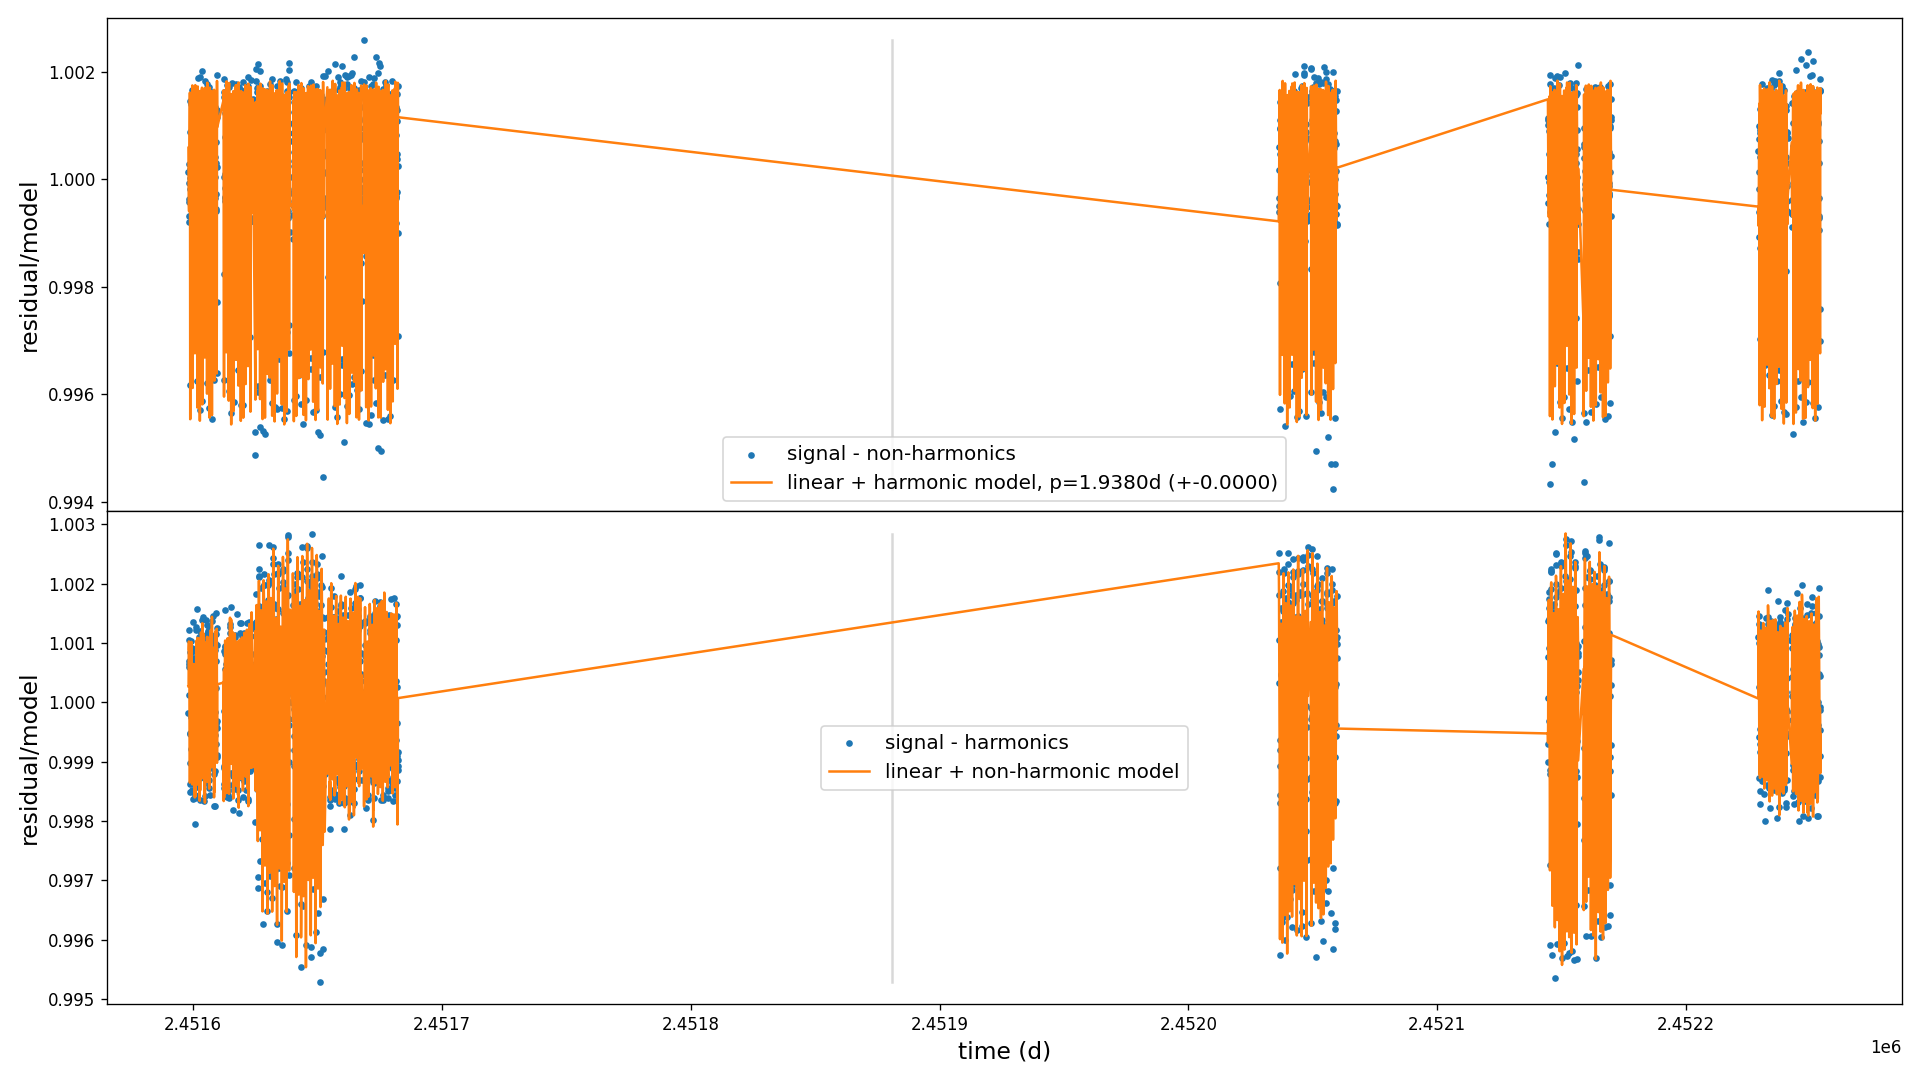 1.002
1.000
0.998
0.996
0.994
residual/model
signal - non-harmonics
linear + harmonic model, p=1.9380d (+-0.0000)
1.003
1.002
1.001
1.000
0.999
0.998
0.997
0.996
0.995
residual/model
signal - harmonics
linear + non-harmonic model
2.4516
2.4517
2.4518
2.4519
2.4520
2.4521
2.4522
1e6
time (d)